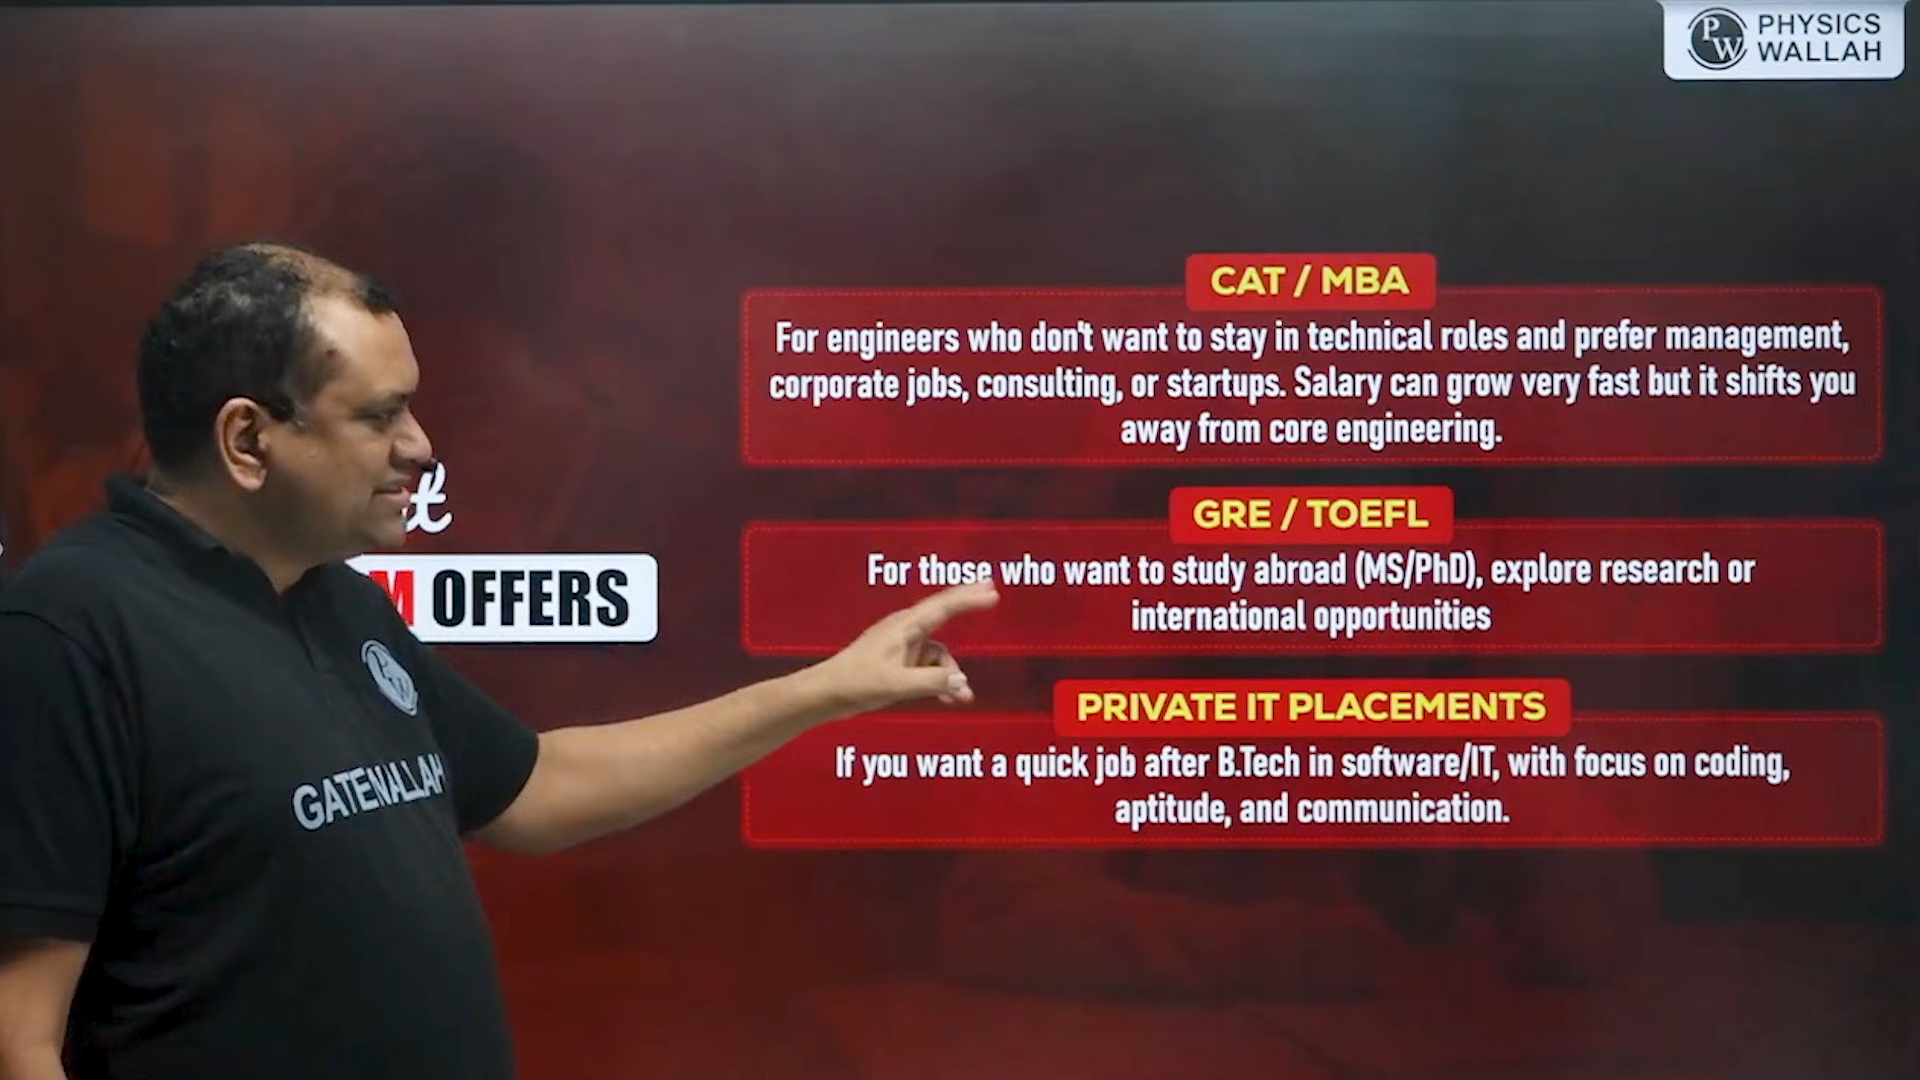 PHYSICS
WALLAH
CAT / MBA
For engineers who don't want to stay in technical roles and prefer management,
corporate jobs, consulting, or startups. Salary can grow very fast but it shifts you
away from core engineering.
GRE / TOEFL
For those who want to study abroad (MS/PhD), explore research or
international opportunities
PRIVATE IT PLACEMENTS
If you want a quick job after B.Tech in software/IT, with focus on coding,
aptitude, and communication.
OFFERS
PW
GATEWALLAH